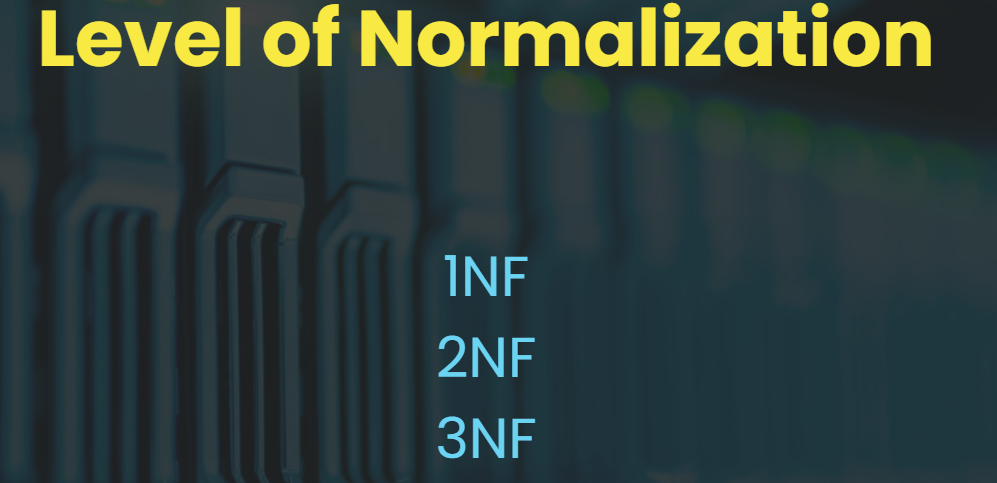 Level of Normalization
1NF
2NF
3NF